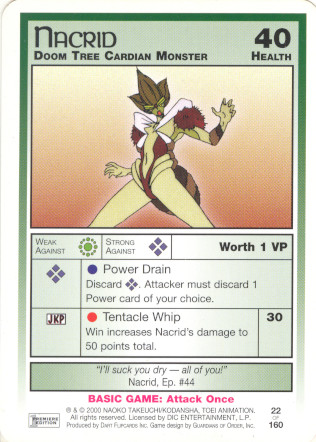 Nacrid
40
Doom Tree Cardian Monster
Health
Weak Against
Strong Against
Worth 1 VP
Power Drain
Discard . Attacker must discard 1
Power card of your choice.
JKP
Tentacle Whip
30
Win increases Nacrid's damage to
50 points total.
"I'll suck you dry — all of you!"
Nacrid, Ep. #44
BASIC GAME: Attack Once
PREMIERE EDITION
® & © 2000 NAOKO TAKEUCHI/KODANSHA, TOEI ANIMATION.
All rights reserved. Licensed by DIC ENTERTAINMENT, L.P.
Produced by Dart Flipcards Inc. Game design by Guardians of Order, Inc.
22
OF
160